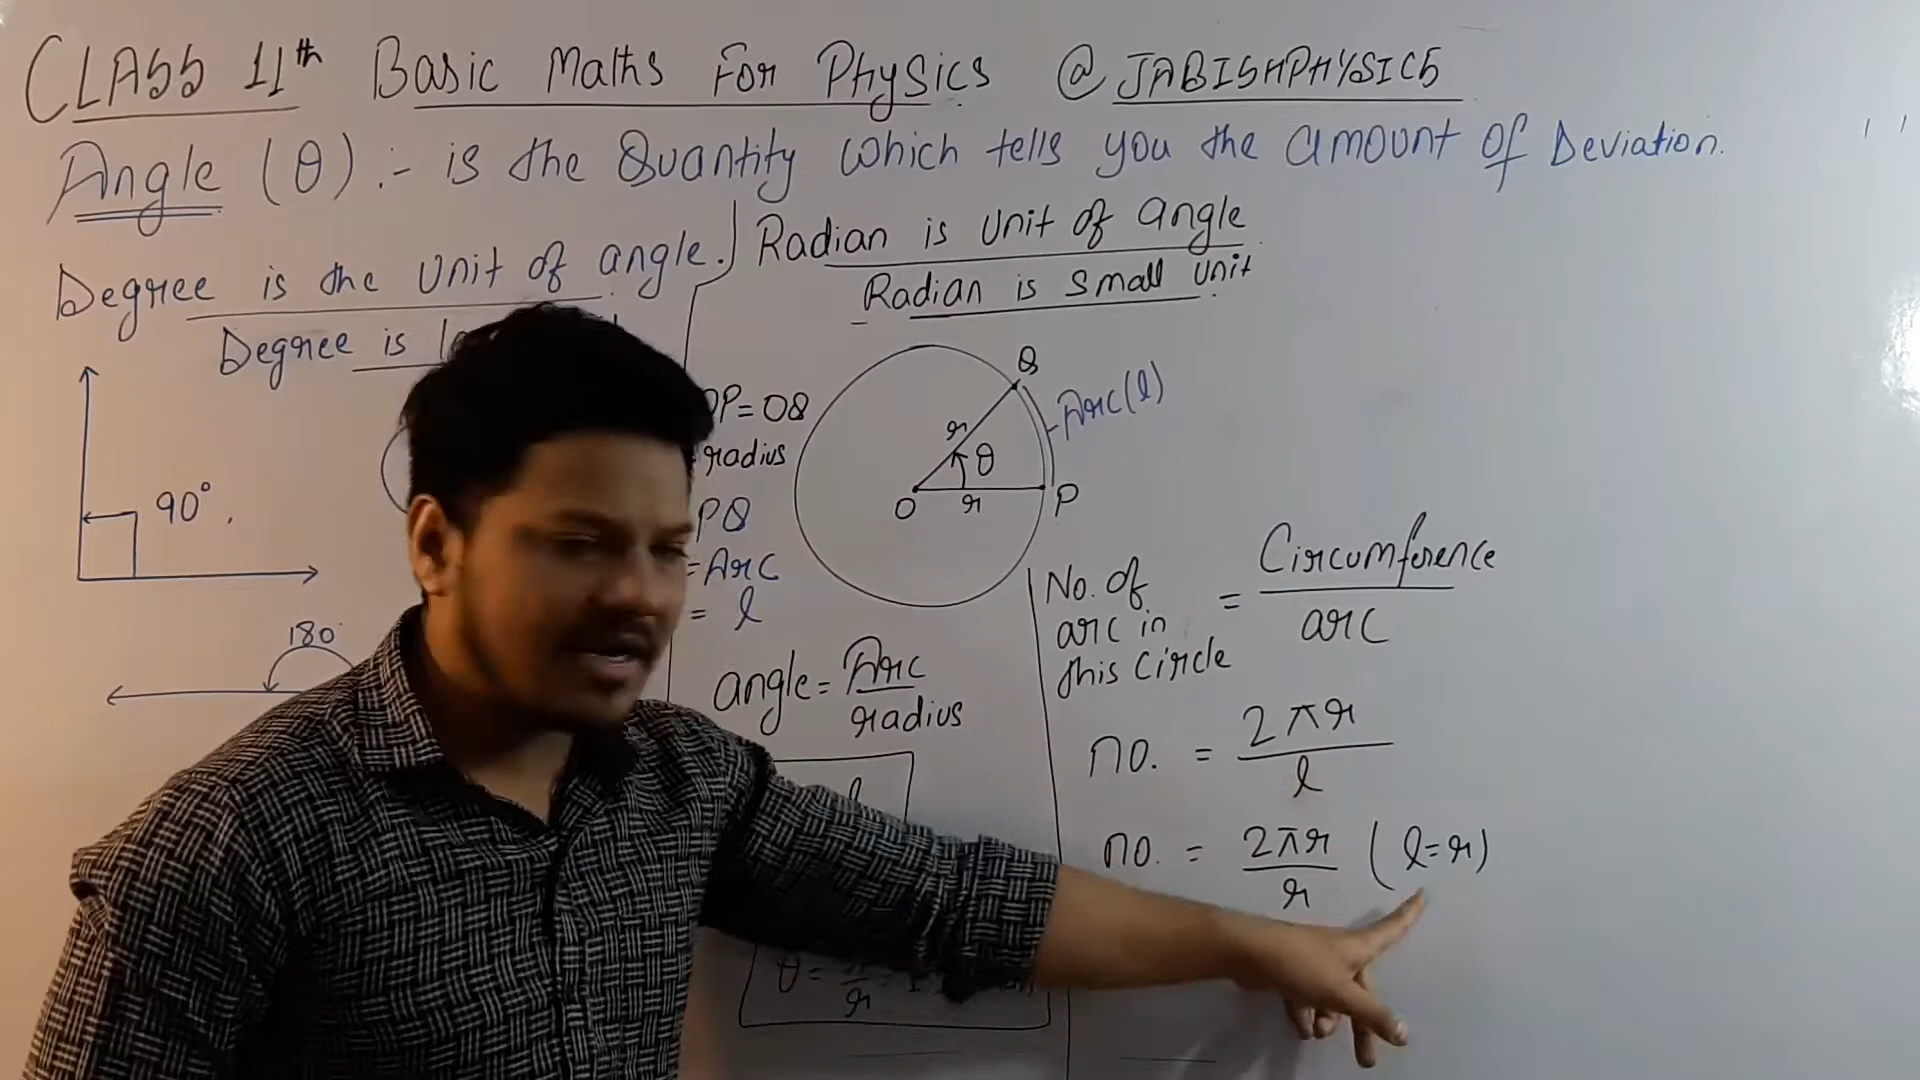 CLASS 11th Basic Maths For Physics @JABISHPHYSICS
Angle (θ) :- is the Quantity which tells you the amount of Deviation.
Degree is the unit of angle.
Degree is
90°
180°
Radian is unit of angle
Radian is small unit
OP = OQ
radius
PQ
= Arc
= l
Q
Arc(l)
r
θ
O
r
P
angle = Arc
radius
l
θ =
r
No. of
arc in
this circle
= Circumference
arc
no. = 2πr
l
no. = 2πr (l=r)
r